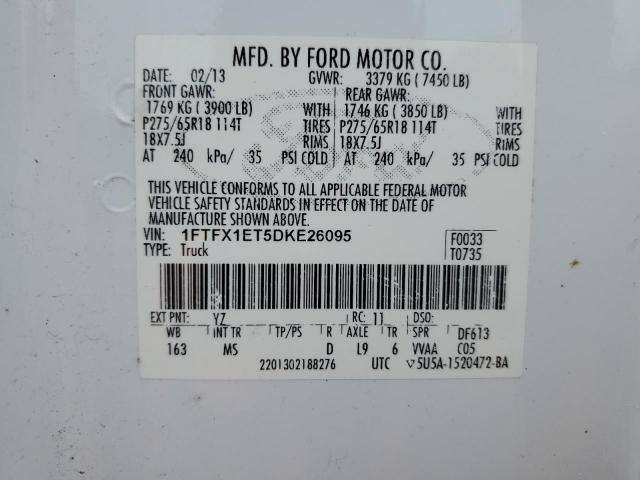 MFD. BY FORD MOTOR CO.
DATE: 02/13 GVWR: 3379 KG ( 7450 LB)
FRONT GAWR: REAR GAWR:
1769 KG ( 3900 LB) WITH 1746 KG ( 3850 LB) WITH
P275/65R18 114T TIRES P275/65R18 114T TIRES
18X7.5J RIMS 18X7.5J RIMS
AT 240 kPa/ 35 PSI COLD AT 240 kPa/ 35 PSI COLD
THIS VEHICLE CONFORMS TO ALL APPLICABLE FEDERAL MOTOR
VEHICLE SAFETY STANDARDS IN EFFECT ON THE DATE OF
MANUFACTURE SHOWN ABOVE.
VIN: 1FTFX1ET5DKE26095 F0033
TYPE: Truck T0735
EXT PNT: YZ RC: 11 DSO:
WB INT TR TP/PS R AXLE TR SPR DF613
163 MS D L9 6 VVAA C05
2201302188276 UTC ▽5U5A-1520472-BA